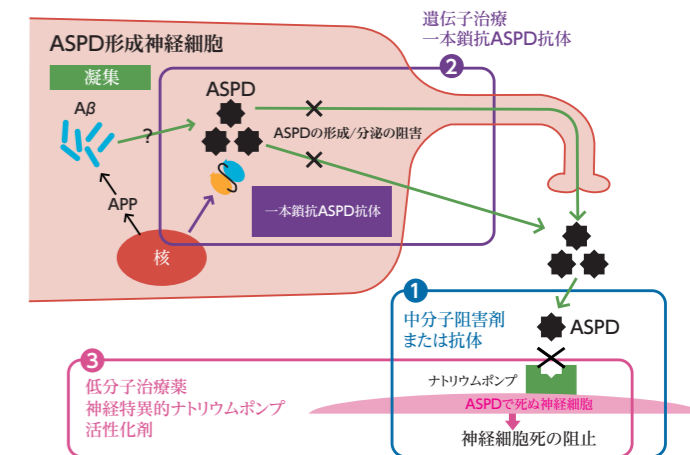 遺伝子治療
一本鎖抗ASPD抗体
2
ASPD形成神経細胞
凝集
Aβ
ASPD
?
ASPDの形成/分泌の阻害
一本鎖抗ASPD抗体
APP
核
1
中分子阻害剤
または抗体
ASPD
3
低分子治療薬
神経特異的ナトリウムポンプ
活性化剤
ナトリウムポンプ
ASPDで死ぬ神経細胞
神経細胞死の阻止